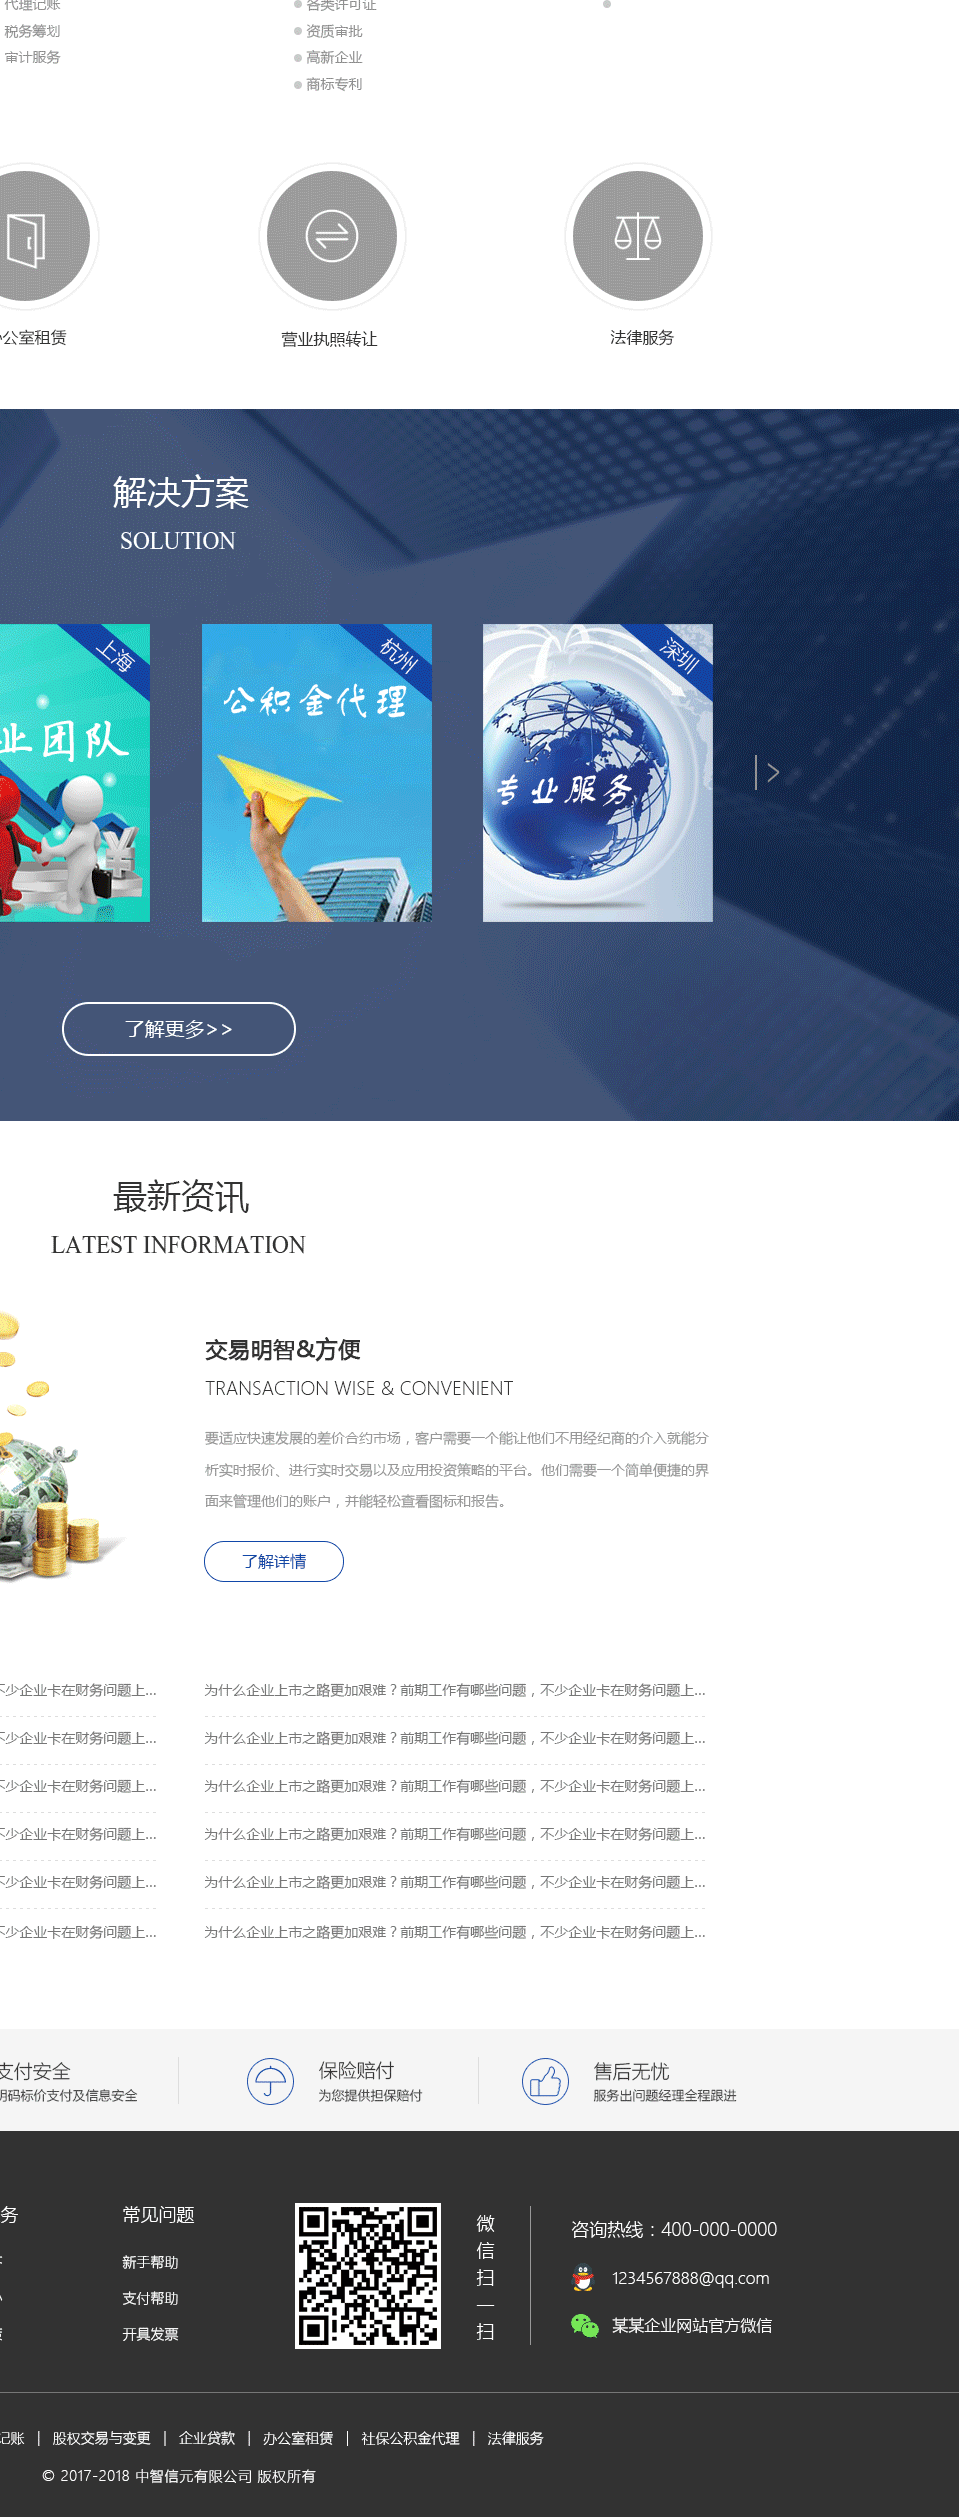 代理记账
各类许可证
税务筹划
资质审批
审计服务
高新企业
商标专利
公室租赁
营业执照转让
法律服务
解决方案
SOLUTION
上海
业团队
杭州
公积金代理
深圳
专业服务
了解更多>>
最新资讯
LATEST INFORMATION
交易明智&方便
TRANSACTION WISE & CONVENIENT
要适应快速发展的差价合约市场，客户需要一个能让他们不用经纪商的介入就能分
析实时报价、进行实时交易以及应用投资策略的平台。他们需要一个简单便捷的界
面来管理他们的账户，并能轻松查看图标和报告。
了解详情
不少企业卡在财务问题上...
为什么企业上市之路更加艰难？前期工作有哪些问题，不少企业卡在财务问题上...
不少企业卡在财务问题上...
为什么企业上市之路更加艰难？前期工作有哪些问题，不少企业卡在财务问题上...
不少企业卡在财务问题上...
为什么企业上市之路更加艰难？前期工作有哪些问题，不少企业卡在财务问题上...
不少企业卡在财务问题上...
为什么企业上市之路更加艰难？前期工作有哪些问题，不少企业卡在财务问题上...
不少企业卡在财务问题上...
为什么企业上市之路更加艰难？前期工作有哪些问题，不少企业卡在财务问题上...
不少企业卡在财务问题上...
为什么企业上市之路更加艰难？前期工作有哪些问题，不少企业卡在财务问题上...
支付安全
明码标价支付及信息安全
保险赔付
为您提供担保赔付
售后无忧
服务出问题经理全程跟进
务
常见问题
新手帮助
支付帮助
开具发票
微信扫一扫
咨询热线：400-000-0000
1234567888@qq.com
某某企业网站官方微信
记账 | 股权交易与变更 | 企业贷款 | 办公室租赁 | 社保公积金代理 | 法律服务
© 2017-2018 中智信元有限公司 版权所有